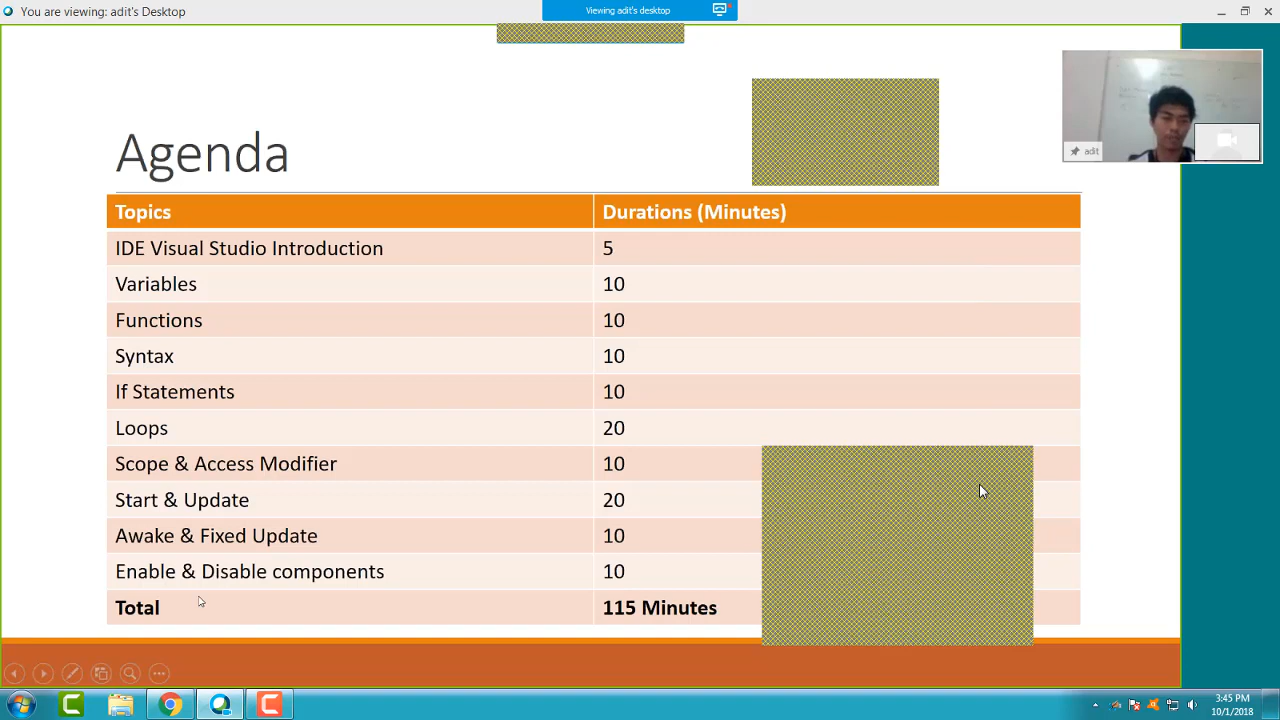 You are viewing: adit's Desktop
Viewing adit's desktop
adit
Agenda
Topics Durations (Minutes)
IDE Visual Studio Introduction 5
Variables 10
Functions 10
Syntax 10
If Statements 10
Loops 20
Scope & Access Modifier 10
Start & Update 20
Awake & Fixed Update 10
Enable & Disable components 10
Total 115 Minutes
3:45 PM
10/1/2018